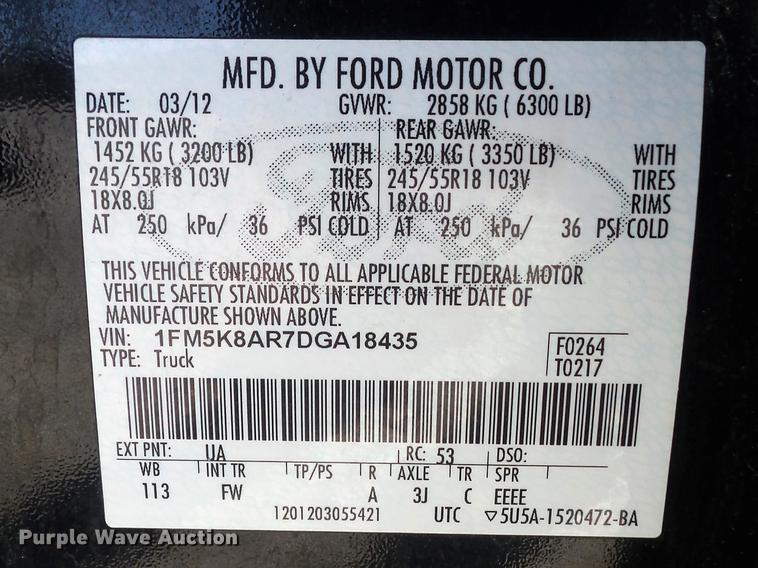 MFD. BY FORD MOTOR CO.
DATE: 03/12 GVWR: 2858 KG ( 6300 LB)
FRONT GAWR: REAR GAWR:
1452 KG ( 3200 LB) WITH 1520 KG ( 3350 LB) WITH
245/55R18 103V TIRES 245/55R18 103V TIRES
18X8.0J RIMS 18X8.0J RIMS
AT 250 kPa/ 36 PSI COLD AT 250 kPa/ 36 PSI COLD
THIS VEHICLE CONFORMS TO ALL APPLICABLE FEDERAL MOTOR
VEHICLE SAFETY STANDARDS IN EFFECT ON THE DATE OF
MANUFACTURE SHOWN ABOVE.
VIN: 1FM5K8AR7DGA18435
TYPE: Truck
F0264
T0217
EXT PNT: UA RC: 53 DSO:
WB INT TR TP/PS R AXLE TR SPR
113 FW A 3J C EEEE
1201203055421 UTC ▽5U5A-1520472-BA
Purple Wave Auction